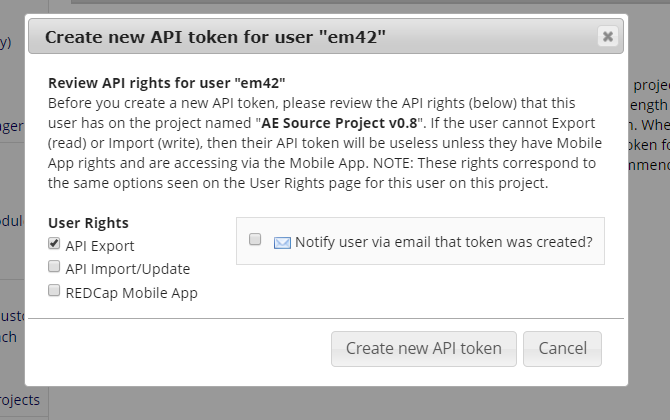 Create new API token for user "em42"
Review API rights for user "em42"
Before you create a new API token, please review the API rights (below) that this
user has on the project named "AE Source Project v0.8". If the user cannot Export
(read) or Import (write), then their API token will be useless unless they have Mobile
App rights and are accessing via the Mobile App. NOTE: These rights correspond to
the same options seen on the User Rights page for this user on this project.
User Rights
API Export
API Import/Update
REDCap Mobile App
Notify user via email that token was created?
Create new API token
Cancel